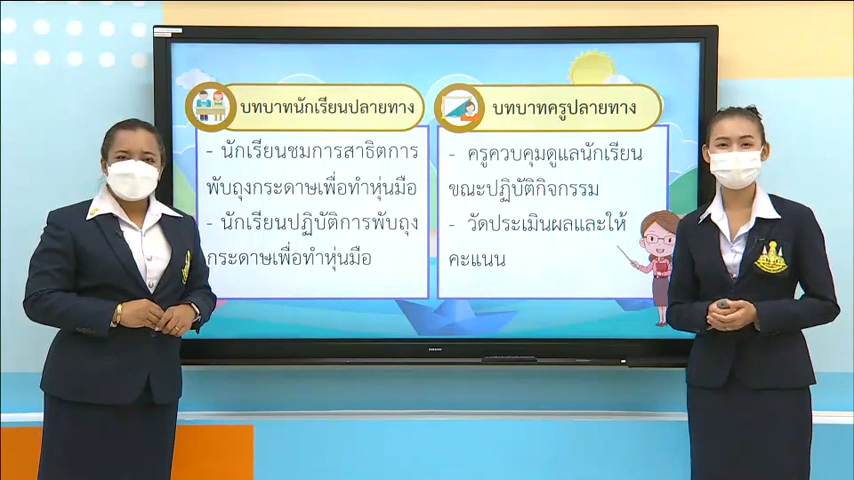 บทบาทนักเรียนปลายทาง
- นักเรียนชมการสาธิตการ
พับถุงกระดาษเพื่อทำหุ่นมือ
- นักเรียนปฏิบัติการพับถุง
กระดาษเพื่อทำหุ่นมือ
บทบาทครูปลายทาง
- ครูควบคุมดูแลนักเรียน
ขณะปฏิบัติกิจกรรม
- วัดประเมินผลและให้
คะแนน
SAMSUNG